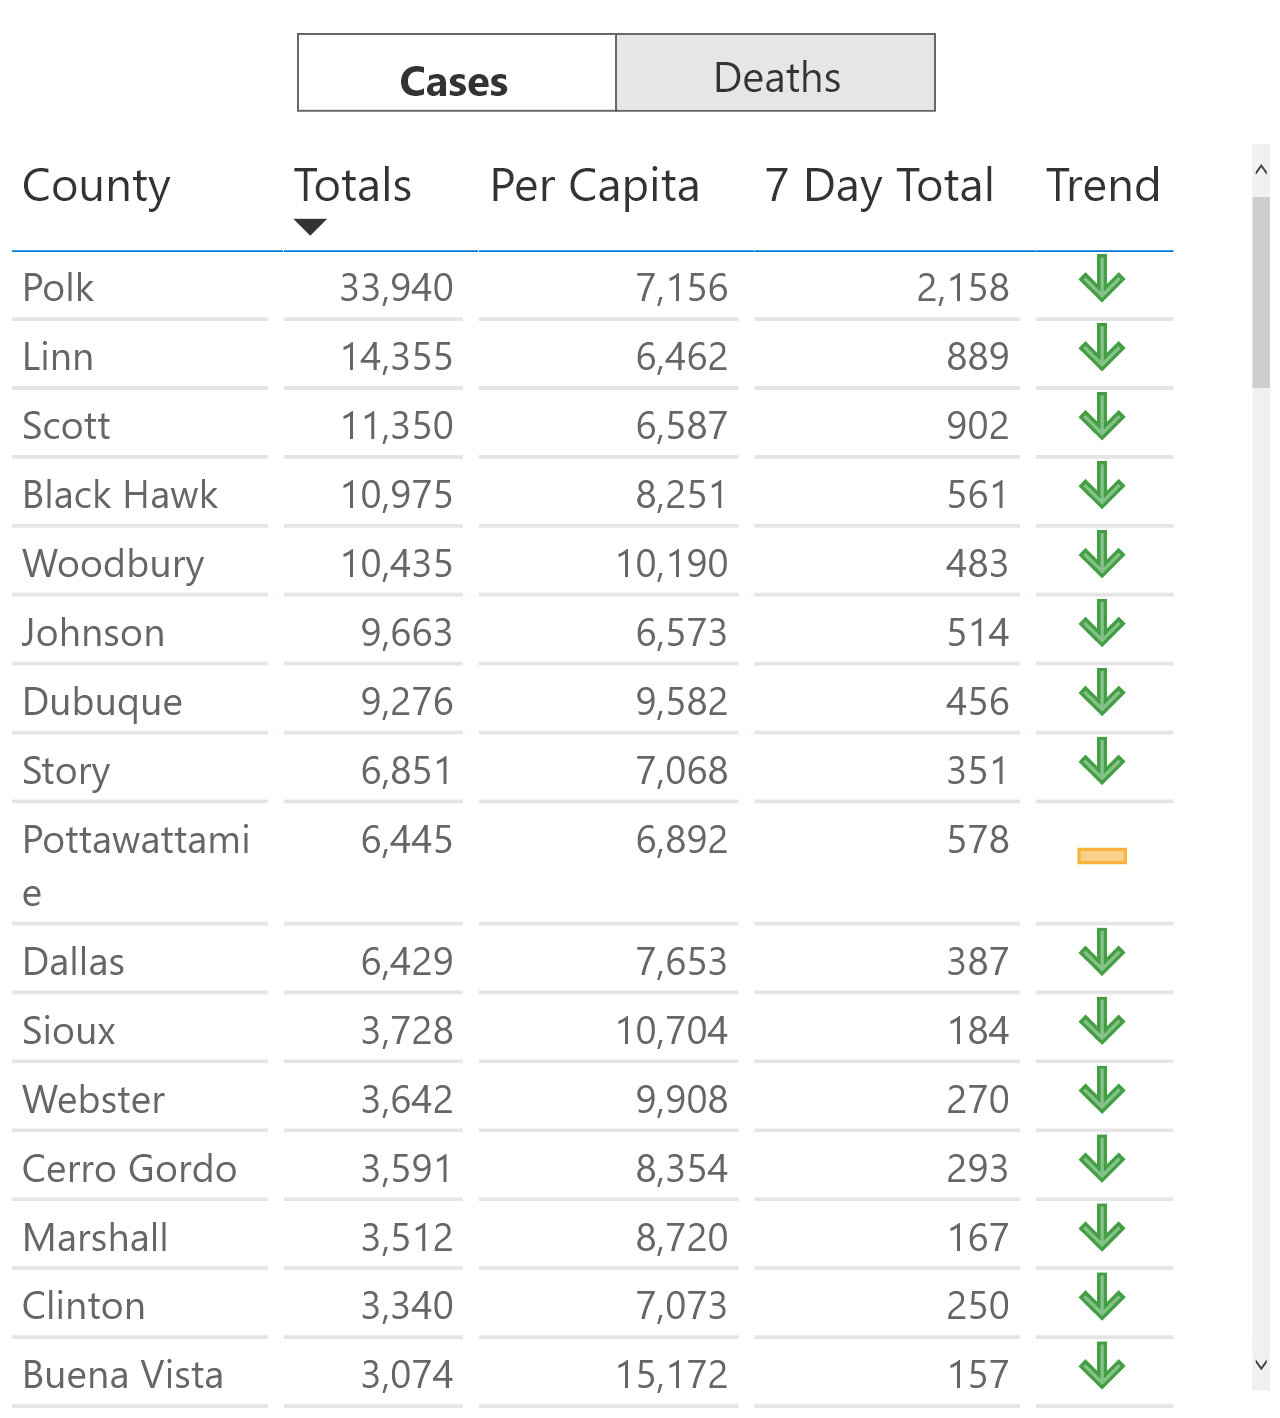 Cases Deaths
County Totals Per Capita 7 Day Total Trend
Polk 33,940 7,156 2,158
Linn 14,355 6,462 889
Scott 11,350 6,587 902
Black Hawk 10,975 8,251 561
Woodbury 10,435 10,190 483
Johnson 9,663 6,573 514
Dubuque 9,276 9,582 456
Story 6,851 7,068 351
Pottawattami 6,445 6,892 578
e
Dallas 6,429 7,653 387
Sioux 3,728 10,704 184
Webster 3,642 9,908 270
Cerro Gordo 3,591 8,354 293
Marshall 3,512 8,720 167
Clinton 3,340 7,073 250
Buena Vista 3,074 15,172 157